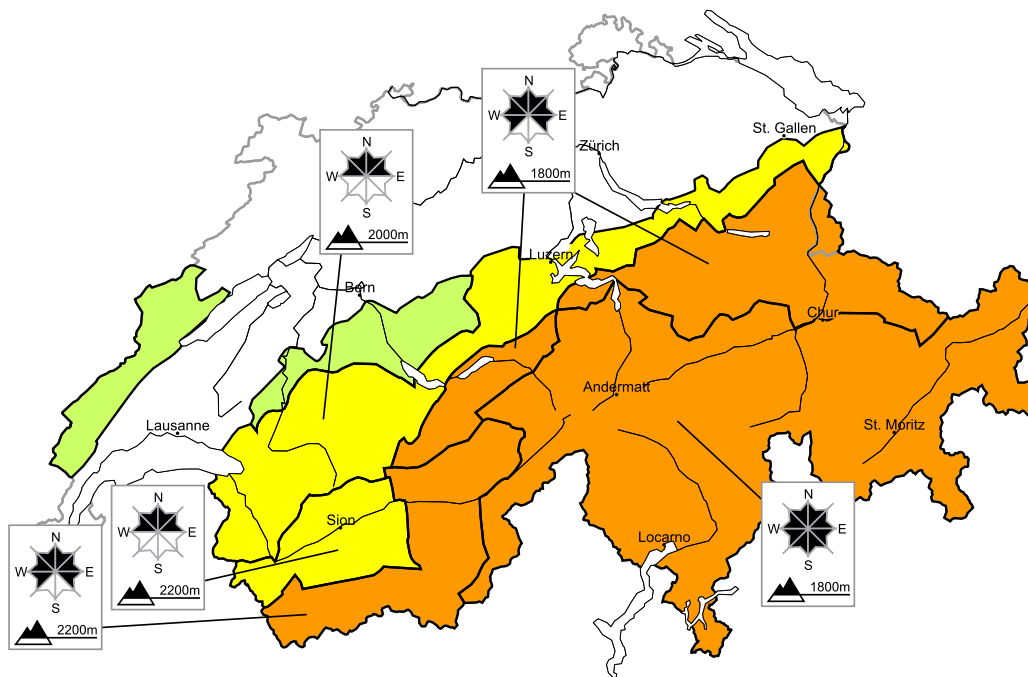 N
W E
S
1800m
St. Gallen
Zürich
N
W E
S
2000m
Luzern
Bern
Chur
Andermatt
Lausanne
St. Moritz
N
W E
S
2200m
Sion
N
W E
S
1800m
Locarno
N
W E
S
2200m